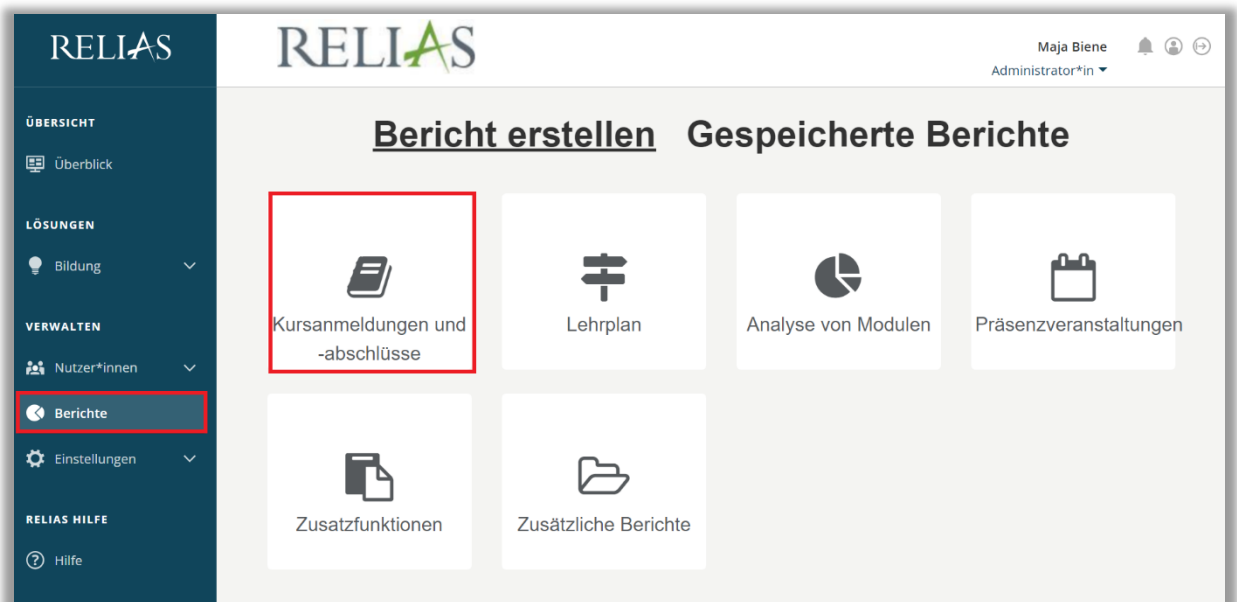 RELIAS
RELIAS
Maja Biene
Administrator*in
ÜBERSICHT
Überblick
LÖSUNGEN
Bildung
VERWALTEN
Nutzer*innen
Berichte
Einstellungen
RELIAS HILFE
Hilfe
Bericht erstellen Gespeicherte Berichte
Kursanmeldungen und
-abschlüsse
Lehrplan
Analyse von Modulen
Präsenzveranstaltungen
Zusatzfunktionen
Zusätzliche Berichte